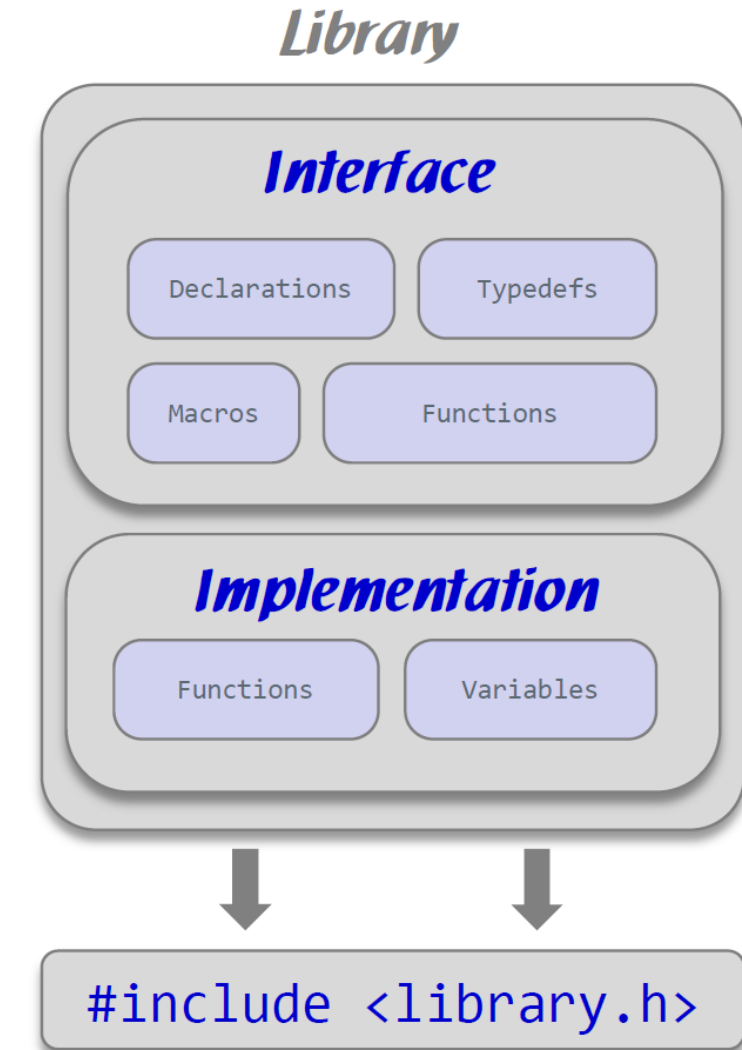 Library
Interface
Declarations Typedefs
Macros Functions
Implementation
Functions Variables
#include <library.h>